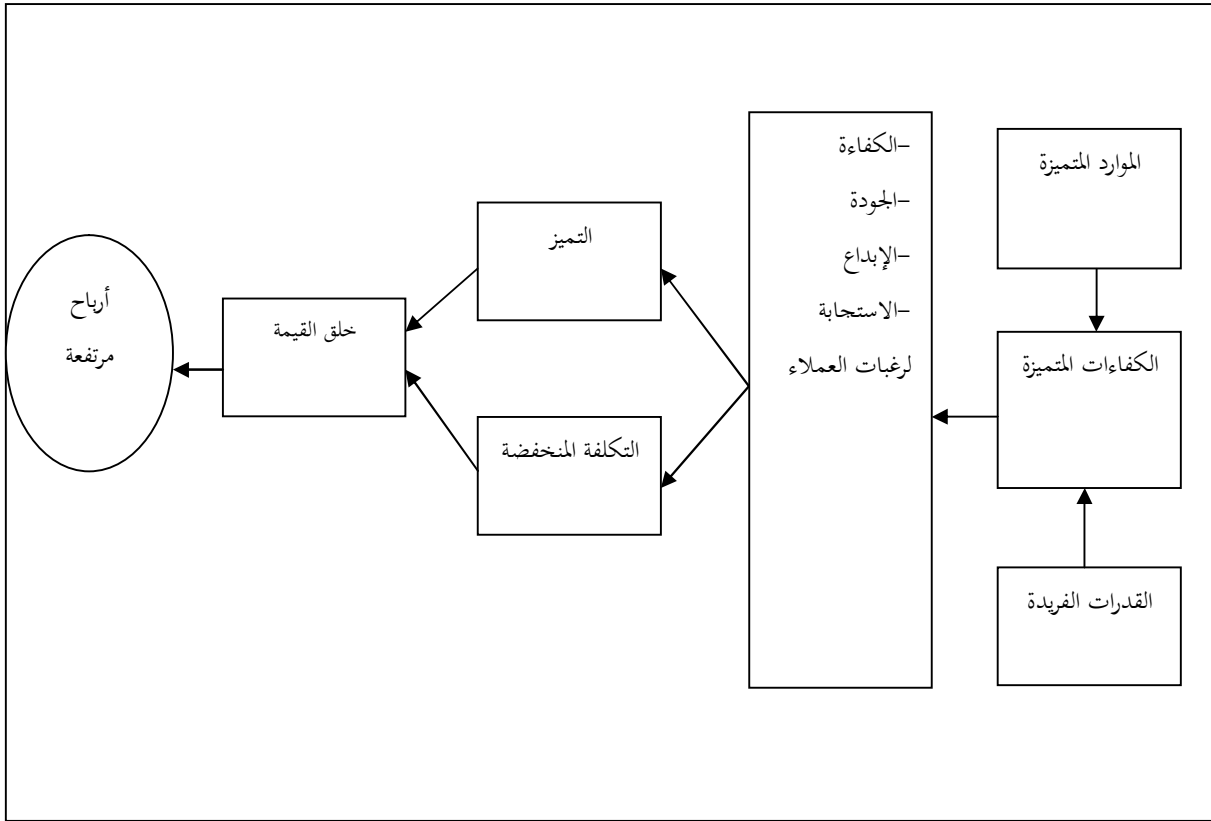 الموارد المتميزة
الكفاءات المتميزة
القدرات الفريدة
-الكفاءة
-الجودة
-الإبداع
-الاستجابة
لرغبات العملاء
التميز
التكلفة المنخفضة
خلق القيمة
أرباح
مرتفعة